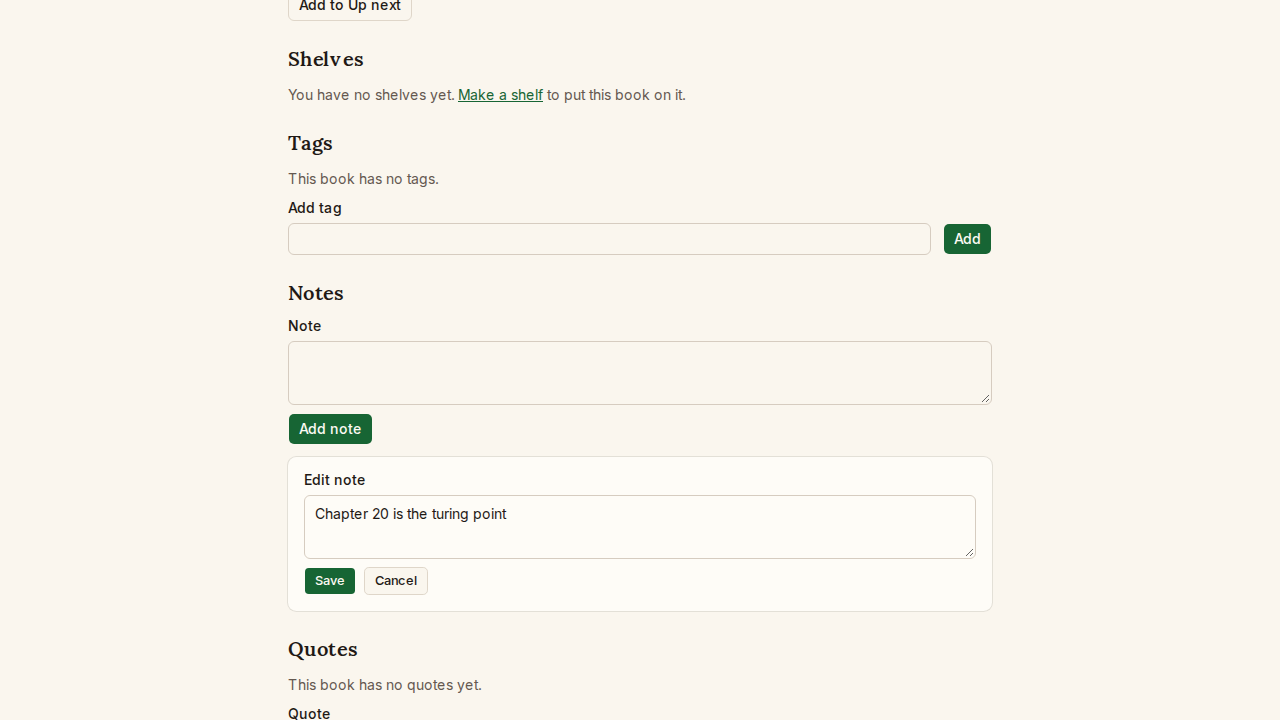 Add to Up next
Shelves
You have no shelves yet. Make a shelf to put this book on it.
Tags
This book has no tags.
Add tag
Add
Notes
Note
Add note
Edit note
Chapter 20 is the turing point
Save Cancel
Quotes
This book has no quotes yet.
Quote